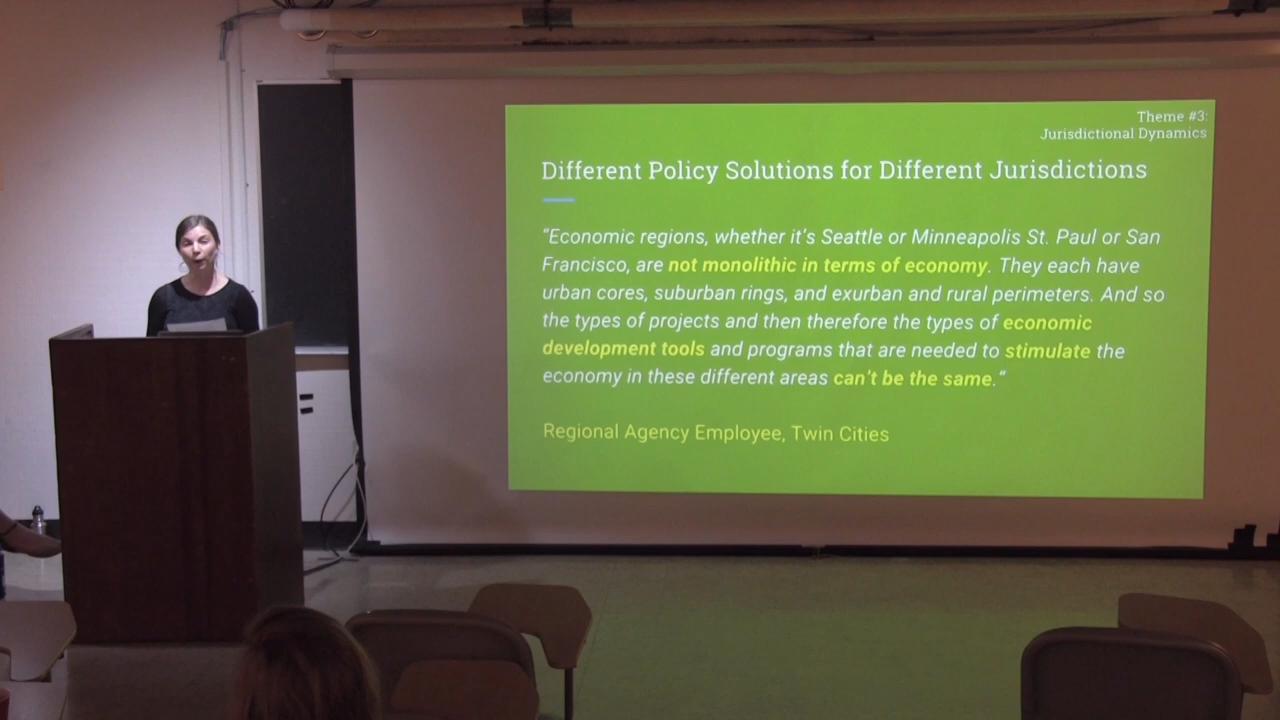 Theme #3:
Jurisdictional Dynamics
Different Policy Solutions for Different Jurisdictions
“Economic regions, whether it's Seattle or Minneapolis St. Paul or San
Francisco, are not monolithic in terms of economy. They each have
urban cores, suburban rings, and exurban and rural perimeters. And so
the types of projects and then therefore the types of economic
development tools and programs that are needed to stimulate the
economy in these different areas can't be the same.“
Regional Agency Employee, Twin Cities